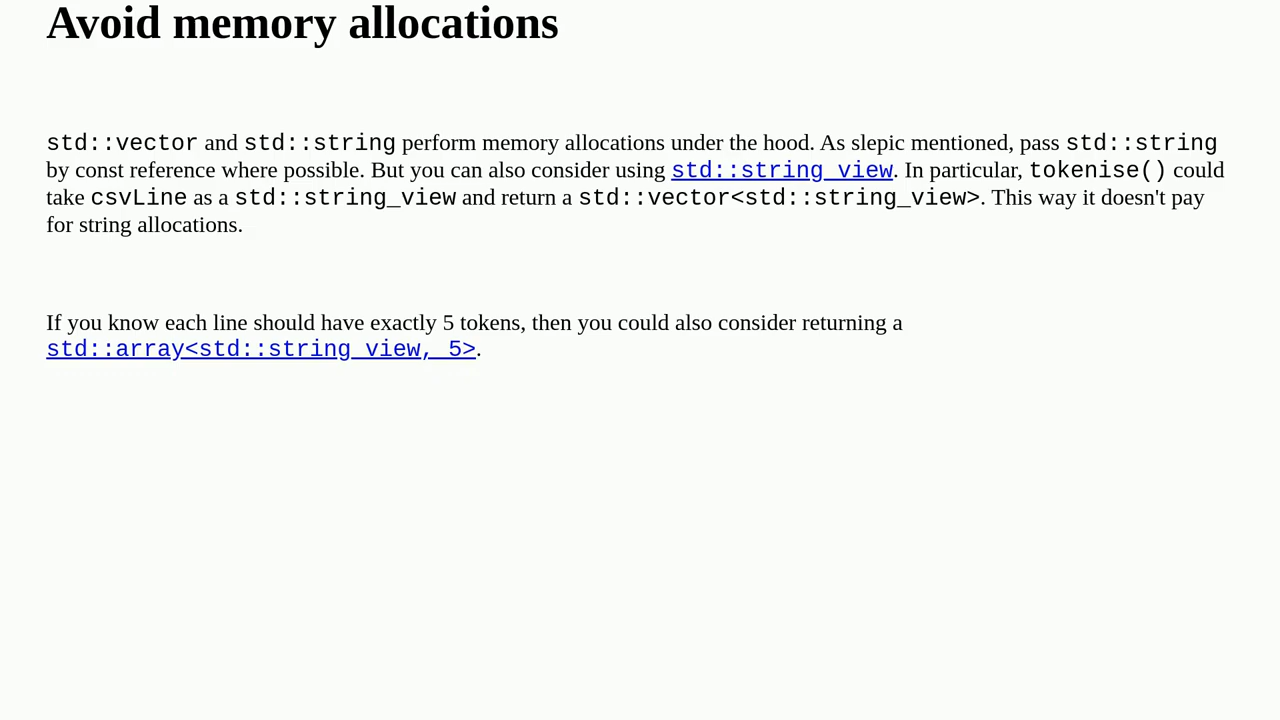 Avoid memory allocations
std::vector and std::string perform memory allocations under the hood. As slepic mentioned, pass std::string
by const reference where possible. But you can also consider using std::string_view. In particular, tokenise() could
take csvLine as a std::string_view and return a std::vector<std::string_view>. This way it doesn't pay
for string allocations.
If you know each line should have exactly 5 tokens, then you could also consider returning a
std::array<std::string_view, 5>.